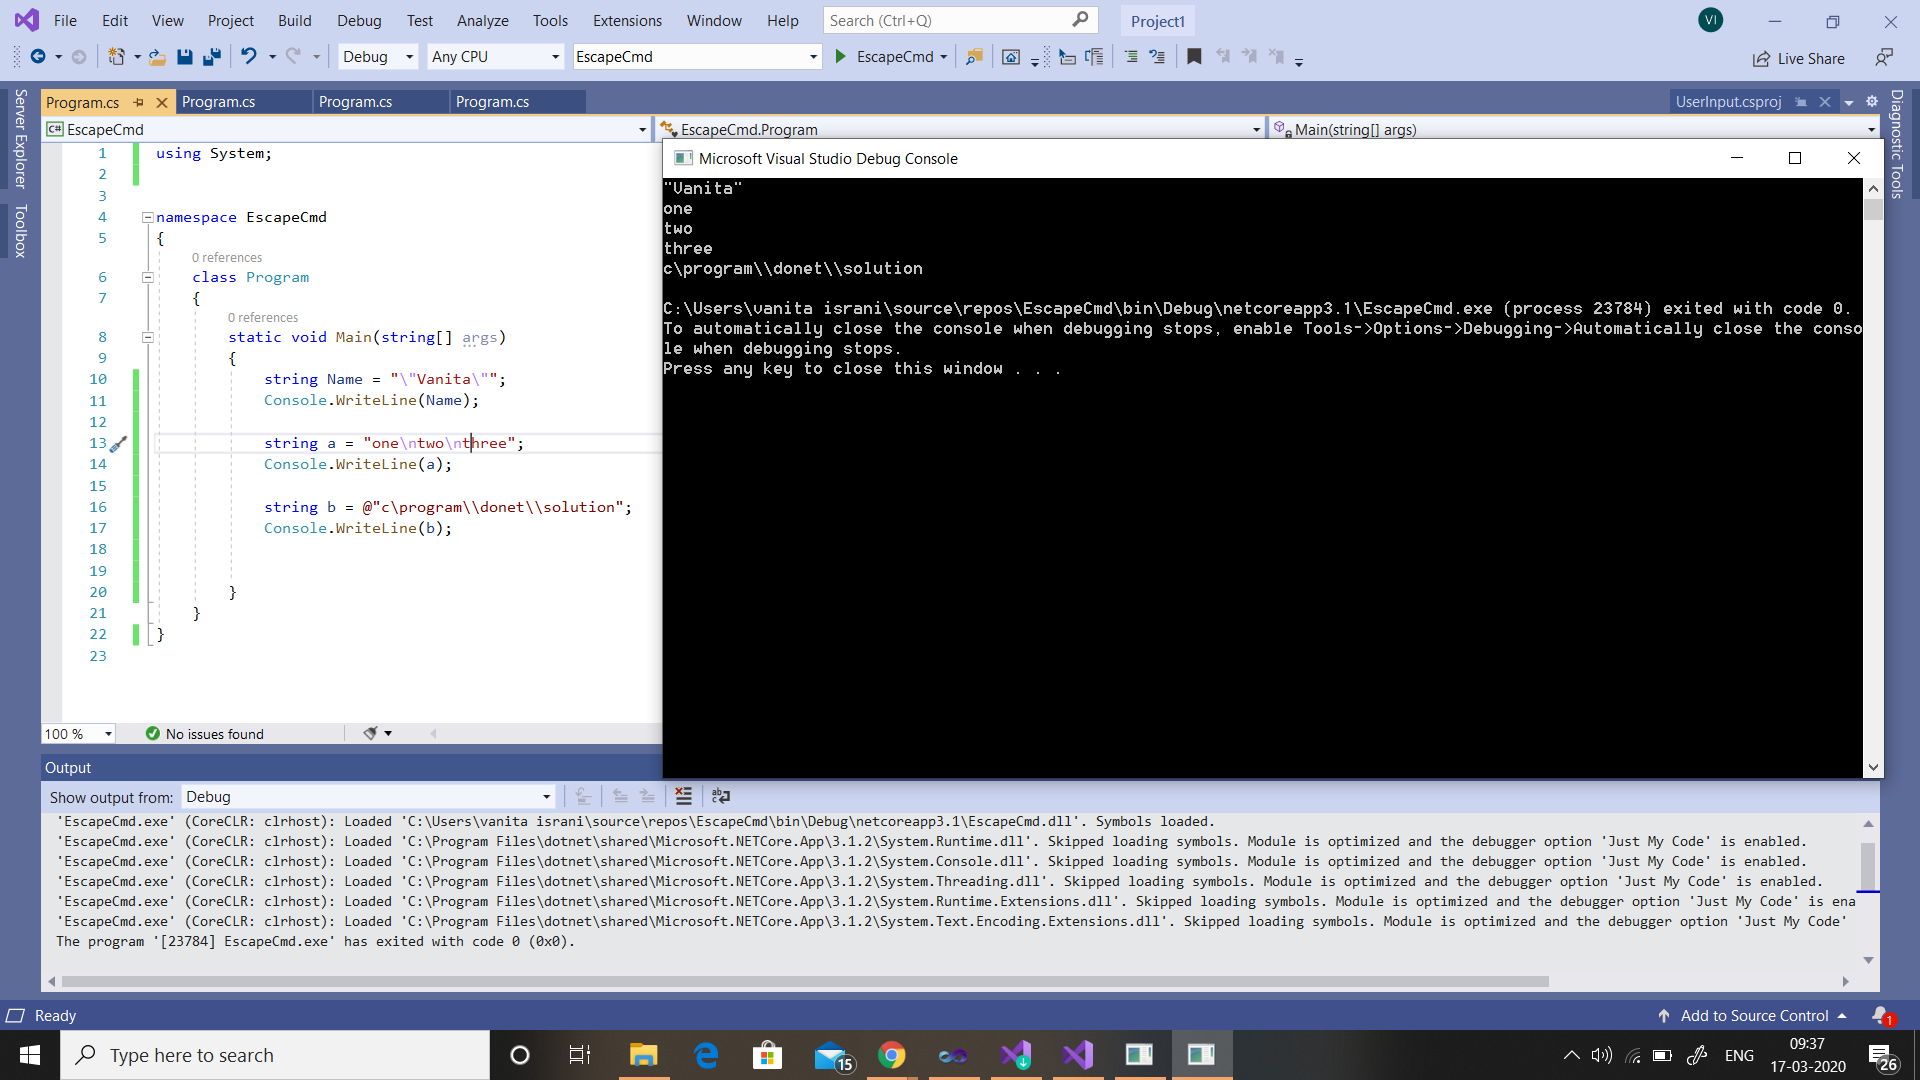 File Edit View Project Build Debug Test Analyze Tools Extensions Window Help Search (Ctrl+Q) Project1 VI
Debug Any CPU EscapeCmd EscapeCmd Live Share
Server Explorer
Toolbox
Program.cs Program.cs Program.cs Program.cs UserInput.csproj
Diagnostic Tools
C# EscapeCmd EscapeCmd.Program Main(string[] args)
1 using System;
2
3
4 namespace EscapeCmd
5 {
0 references
6 class Program
7 {
0 references
8 static void Main(string[] args)
9 {
10 string Name = "\"Vanita\"";
11 Console.WriteLine(Name);
12
13 string a = "one\ntwo\nthree";
14 Console.WriteLine(a);
15
16 string b = @"c\program\\donet\\solution";
17 Console.WriteLine(b);
18
19
20 }
21 }
22 }
23
100 % No issues found
Microsoft Visual Studio Debug Console
"Vanita"
one
two
three
c\program\\donet\\solution
C:\Users\vanita israni\source\repos\EscapeCmd\bin\Debug\netcoreapp3.1\EscapeCmd.exe (process 23784) exited with code 0.
To automatically close the console when debugging stops, enable Tools->Options->Debugging->Automatically close the conso
le when debugging stops.
Press any key to close this window . . .
Output
Show output from: Debug
'EscapeCmd.exe' (CoreCLR: clrhost): Loaded 'C:\Users\vanita israni\source\repos\EscapeCmd\bin\Debug\netcoreapp3.1\EscapeCmd.dll'. Symbols loaded.
'EscapeCmd.exe' (CoreCLR: clrhost): Loaded 'C:\Program Files\dotnet\shared\Microsoft.NETCore.App\3.1.2\System.Runtime.dll'. Skipped loading symbols. Module is optimized and the debugger option 'Just My Code' is enabled.
'EscapeCmd.exe' (CoreCLR: clrhost): Loaded 'C:\Program Files\dotnet\shared\Microsoft.NETCore.App\3.1.2\System.Console.dll'. Skipped loading symbols. Module is optimized and the debugger option 'Just My Code' is enabled.
'EscapeCmd.exe' (CoreCLR: clrhost): Loaded 'C:\Program Files\dotnet\shared\Microsoft.NETCore.App\3.1.2\System.Threading.dll'. Skipped loading symbols. Module is optimized and the debugger option 'Just My Code' is enabled.
'EscapeCmd.exe' (CoreCLR: clrhost): Loaded 'C:\Program Files\dotnet\shared\Microsoft.NETCore.App\3.1.2\System.Runtime.Extensions.dll'. Skipped loading symbols. Module is optimized and the debugger option 'Just My Code' is ena
'EscapeCmd.exe' (CoreCLR: clrhost): Loaded 'C:\Program Files\dotnet\shared\Microsoft.NETCore.App\3.1.2\System.Text.Encoding.Extensions.dll'. Skipped loading symbols. Module is optimized and the debugger option 'Just My Code'
The program '[23784] EscapeCmd.exe' has exited with code 0 (0x0).
Ready Add to Source Control 1
Type here to search 15 ENG 09:37
17-03-2020 26